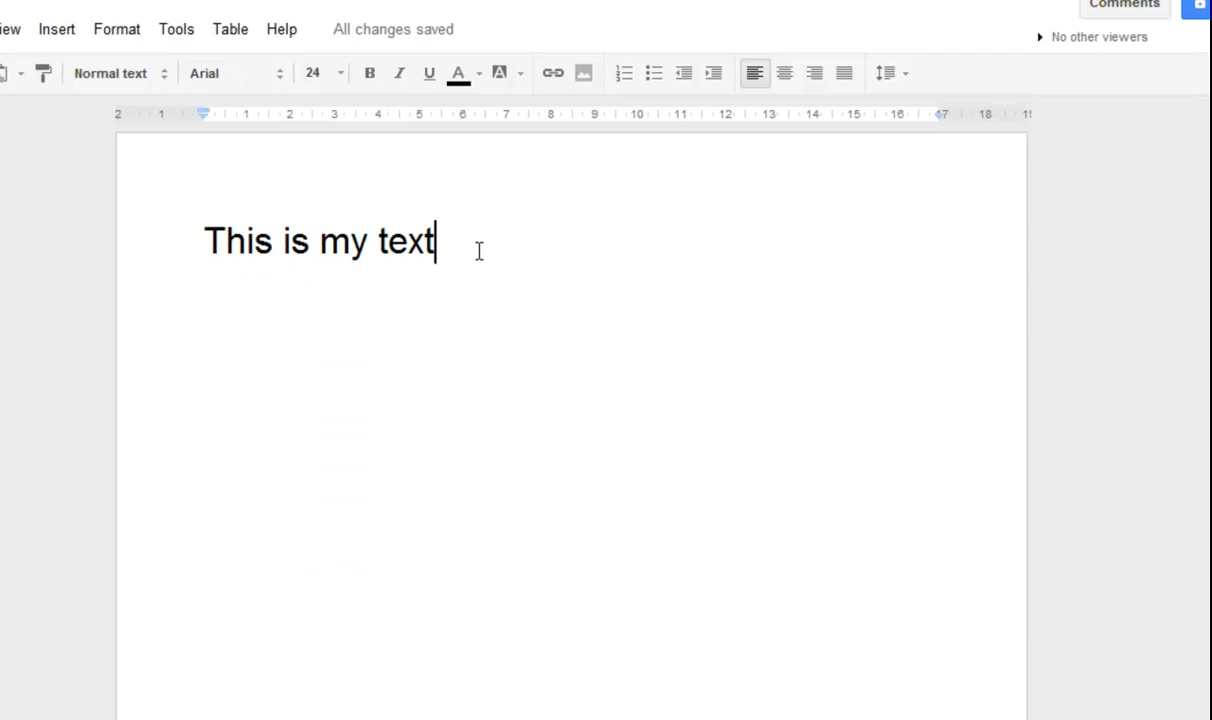 Comments
iew Insert Format Tools Table Help All changes saved
No other viewers
Normal text Arial 24 B I U A A
2 1 1 2 3 4 5 6 7 8 9 10 11 12 13 14 15 16 17 18
This is my text